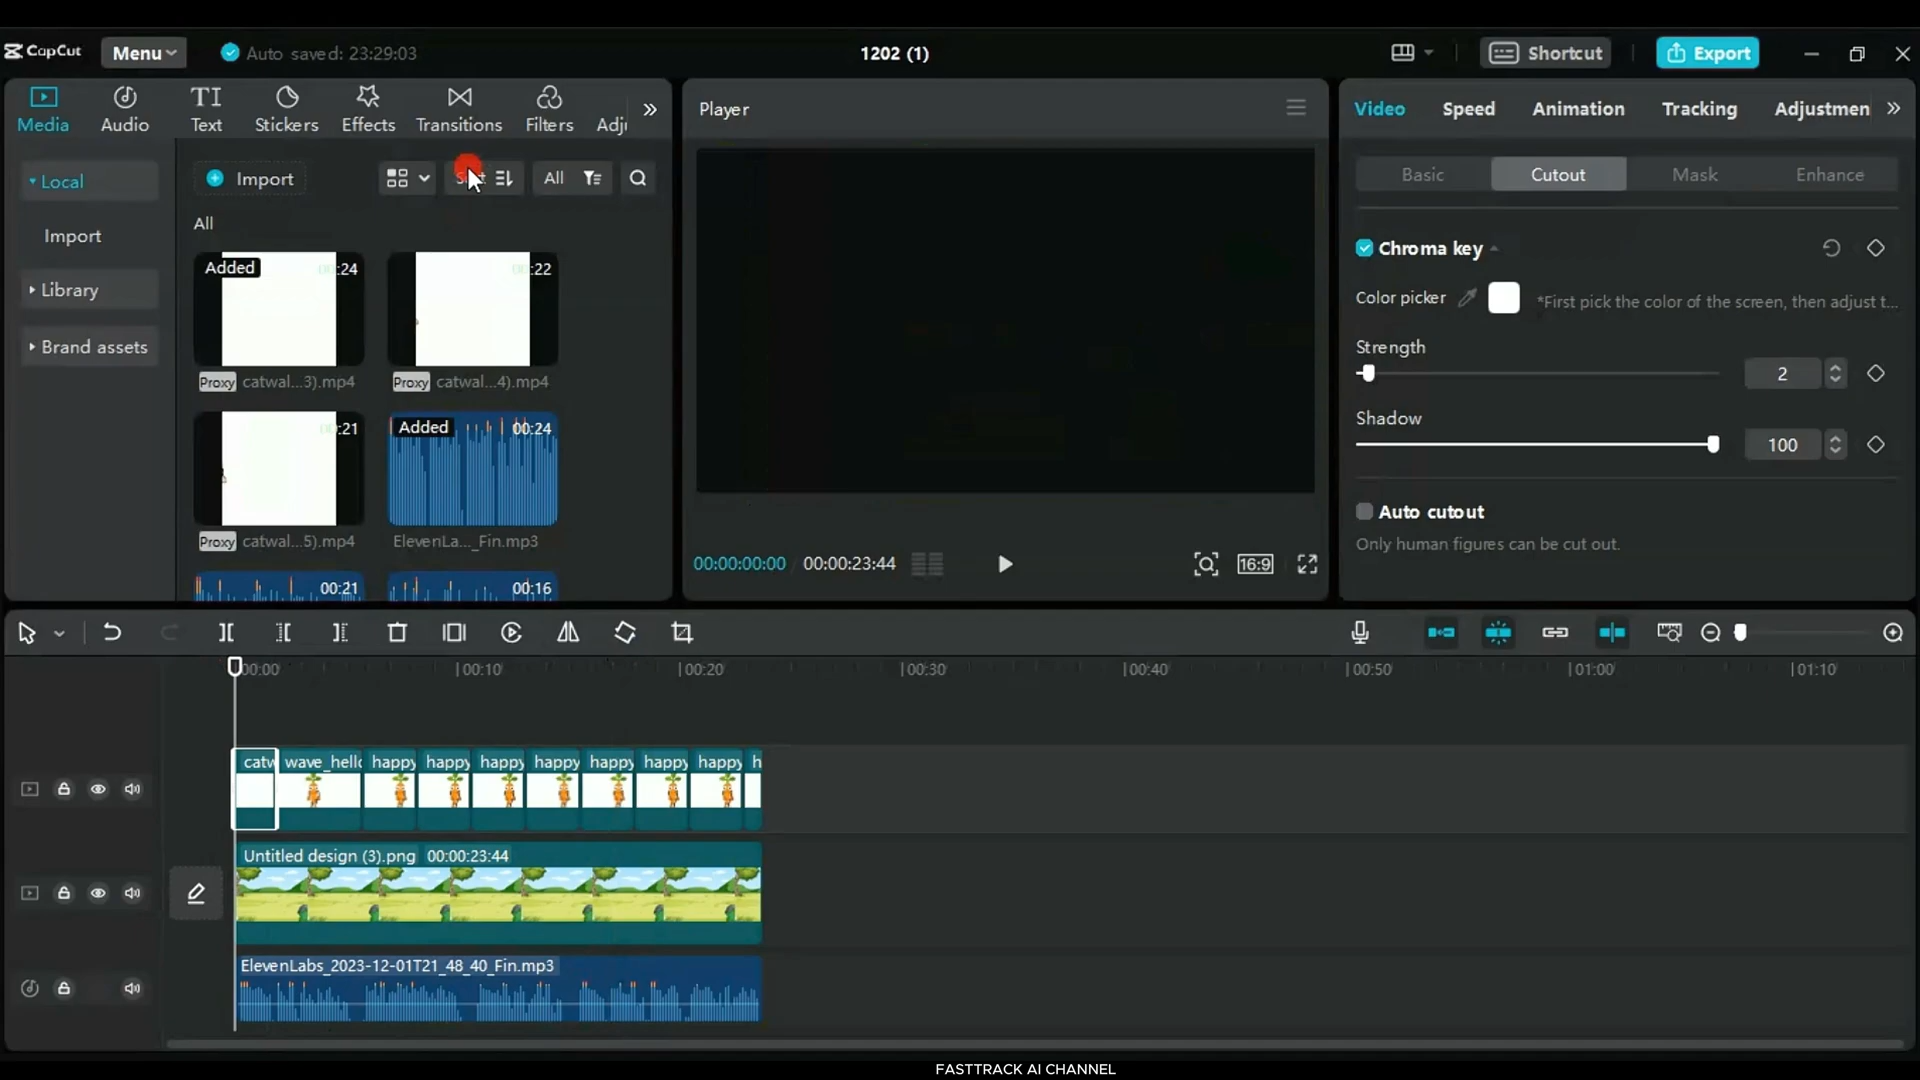 CapCut
Menu
Auto saved: 23:29:03
1202 (1)
Shortcut
Export
Media
Audio
Text
Stickers
Effects
Transitions
Filters
Adj
Player
Video
Speed
Animation
Tracking
Adjustmen
Local
Import
All
Basic
Cutout
Mask
Enhance
Import
Library
Brand assets
All
Added
:24
:22
Proxy catwal...3).mp4
Proxy catwal...4).mp4
:21
Added 00:24
Proxy catwal...5).mp4
ElevenLa..._Fin.mp3
00:21
00:16
Chroma key
Color picker
*First pick the color of the screen, then adjust t...
Strength
2
Shadow
100
Auto cutout
Only human figures can be cut out.
00:00:00:00 / 00:00:23:44
16:9
00:00
00:10
00:20
00:30
00:40
00:50
01:00
01:10
catw
wave_hello
happy
happy
happy
happy
happy
happy
happy
h
Untitled design (3).png 00:00:23:44
ElevenLabs_2023-12-01T21_48_40_Fin.mp3
FASTTRACK AI CHANNEL